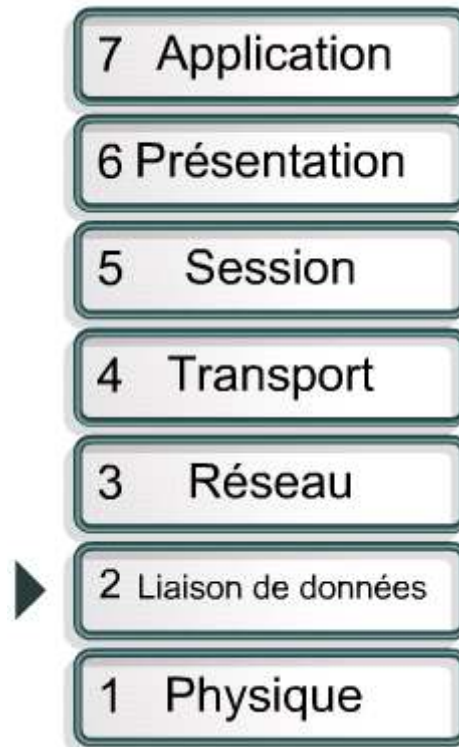 7 Application
6 Présentation
5 Session
4 Transport
3 Réseau
2 Liaison de données
1 Physique